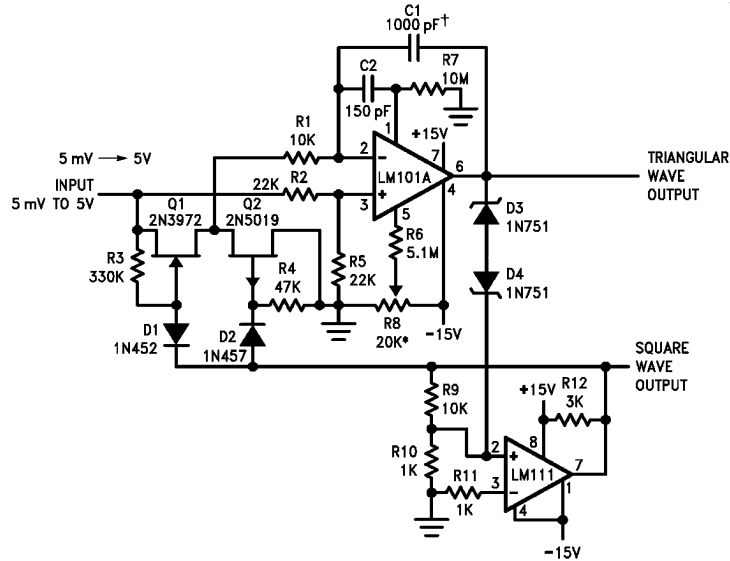 C1
1000 pF†
C2
150 pF
R7
10M
R1
10K
1
+15V
5 mV → 5V
2
−
7
LM101A
6
TRIANGULAR
WAVE
OUTPUT
INPUT
5 mV TO 5V
22K
R2
+
3
4
Q1
2N3972
Q2
2N5019
5
D3
1N751
R6
5.1M
R3
330K
R4
47K
R5
22K
D4
1N751
D1
1N452
D2
1N457
R8
20K*
−15V
SQUARE
WAVE
OUTPUT
R9
10K
+15V
R12
3K
R10
1K
2
+
8
LM111
7
R11
1K
3
−
1
4
−15V